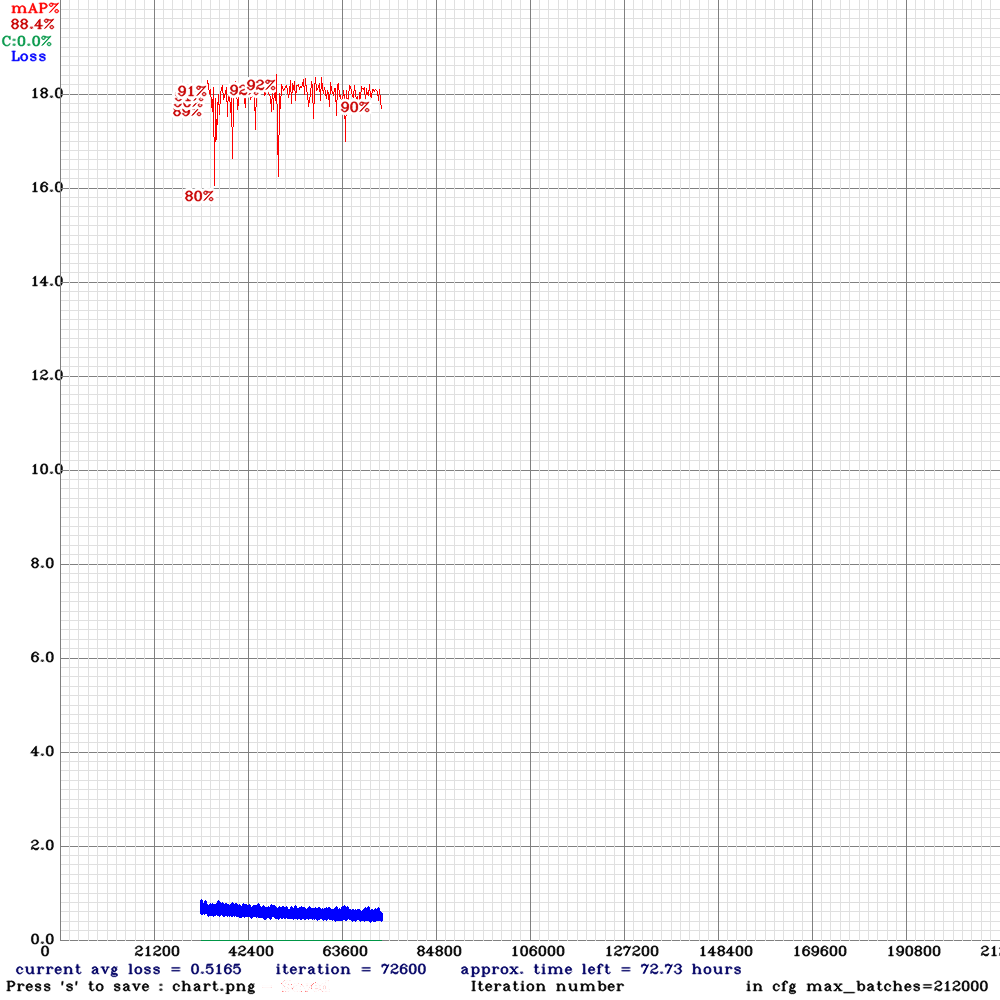 mAP%
88.4%
C:0.0%
Loss
18.0
91%
89%
92%
90%
80%
16.0
14.0
12.0
10.0
8.0
6.0
4.0
2.0
0.0
0 21200 42400 63600 84800 106000 127200 148400 169600 190800
current avg loss = 0.5165 iteration = 72600 approx. time left = 72.73 hours
Press 's' to save : chart.png Iteration number in cfg max_batches=212000